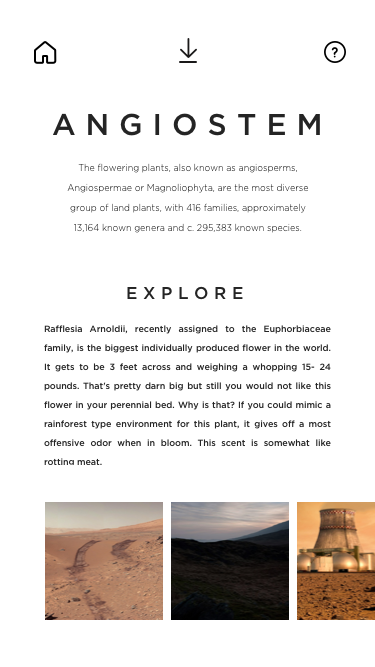 ANGIOSTEM
The flowering plants, also known as angiosperms,
Angiospermae or Magnoliophyta, are the most diverse
group of land plants, with 416 families, approximately
13,164 known genera and c. 295,383 known species.
EXPLORE
Rafflesia Arnoldii, recently assigned to the Euphorbiaceae
family, is the biggest individually produced flower in the world.
It gets to be 3 feet across and weighing a whopping 15- 24
pounds. That's pretty darn big but still you would not like this
flower in your perennial bed. Why is that? If you could mimic a
rainforest type environment for this plant, it gives off a most
offensive odor when in bloom. This scent is somewhat like
rotting meat.